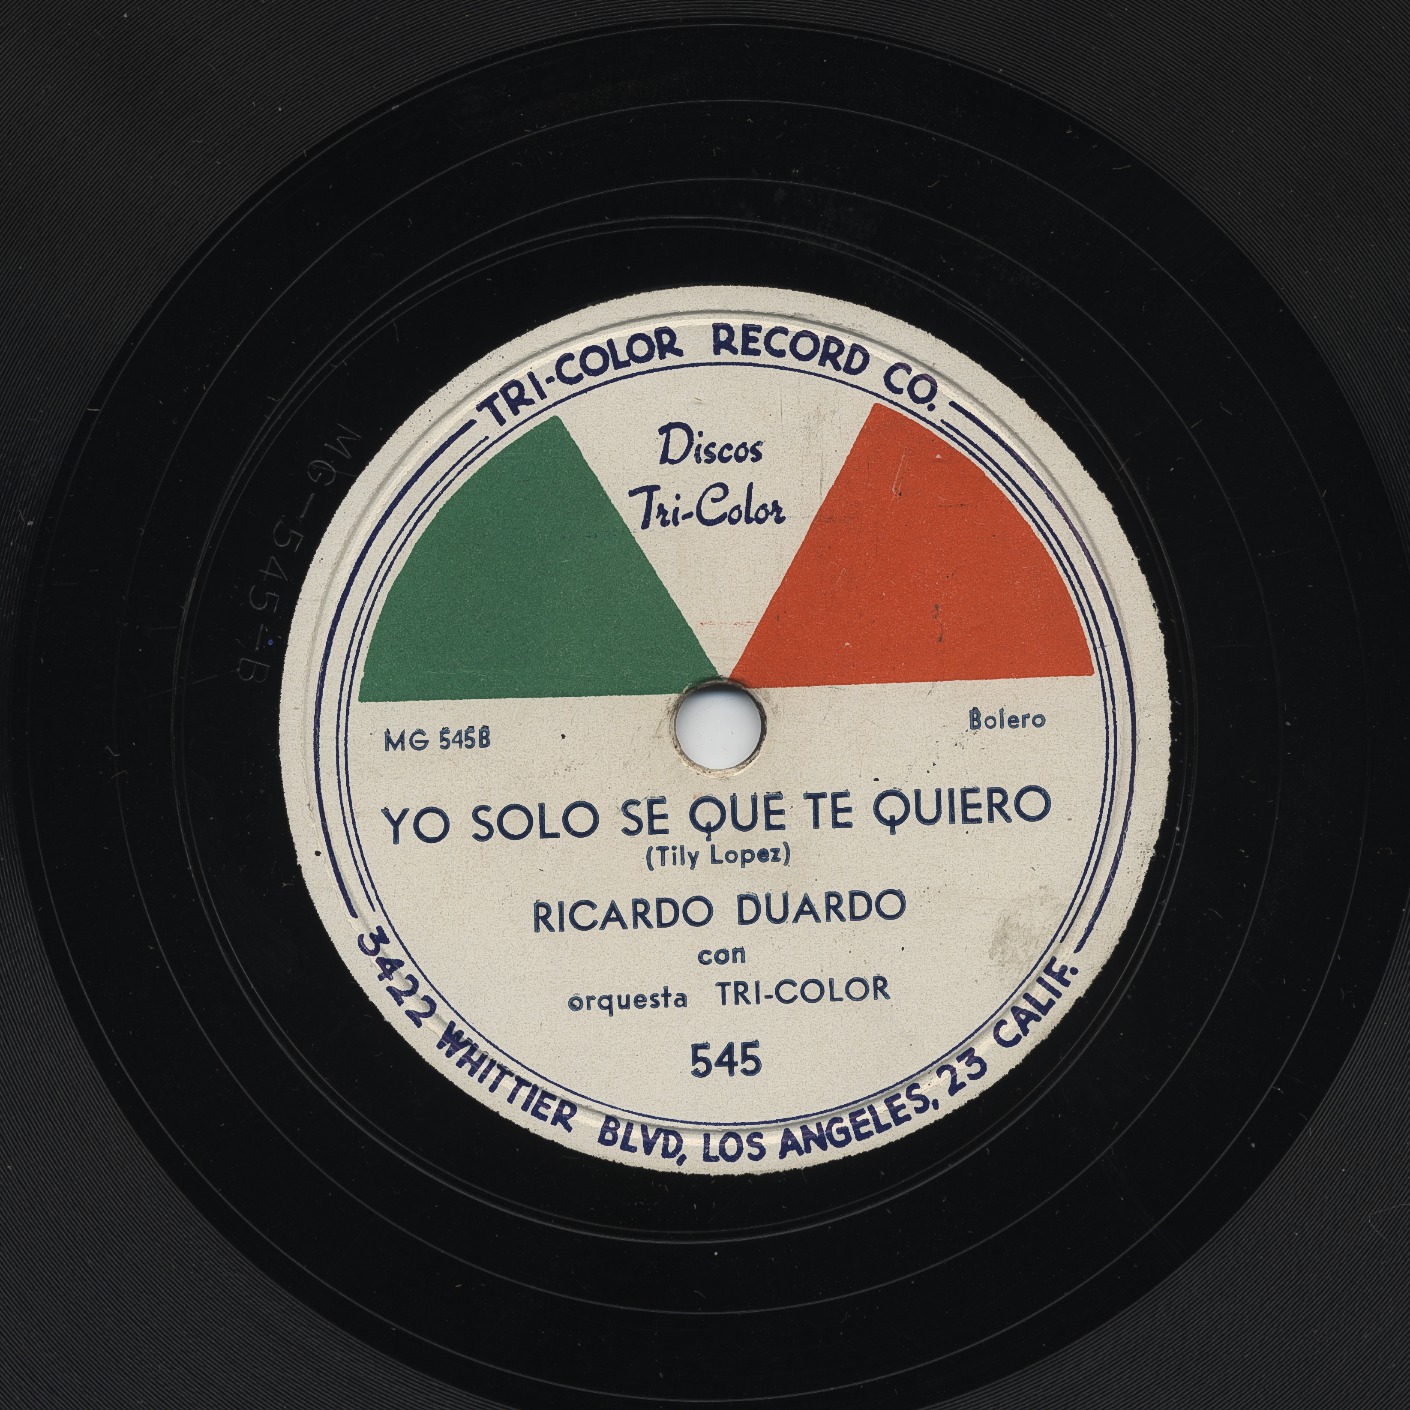 TRI-COLOR RECORD CO.
Discos
Tri-Color
MG 545B
Bolero
YO SOLO SE QUE TE QUIERO
(Tily Lopez)
RICARDO DUARDO
con
orquesta TRI-COLOR
545
3422 WHITTIER BLVD, LOS ANGELES, 23 CALIF.
MG-545-B